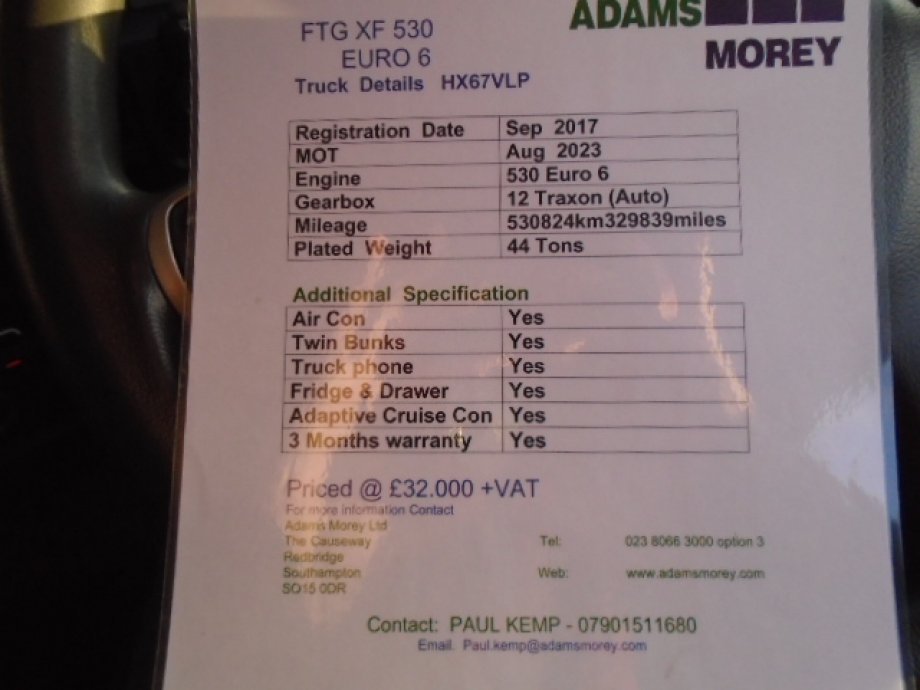 ADAMS
MOREY
FTG XF 530
EURO 6
Truck Details HX67VLP
Registration Date Sep 2017
MOT Aug 2023
Engine 530 Euro 6
Gearbox 12 Traxon (Auto)
Mileage 530824km329839miles
Plated Weight 44 Tons
Additional Specification
Air Con Yes
Twin Bunks Yes
Truck phone Yes
Fridge & Drawer Yes
Adaptive Cruise Con Yes
3 Months warranty Yes
Priced @ £32.000 +VAT
For more Information Contact
Adams Morey Ltd
The Causeway Tel: 023 8066 3000 option 3
Redbridge
Southampton Web: www.adamsmorey.com
SO15 0DR
Contact: PAUL KEMP - 07901511680
Email. Paul.kemp@adamsmorey.com